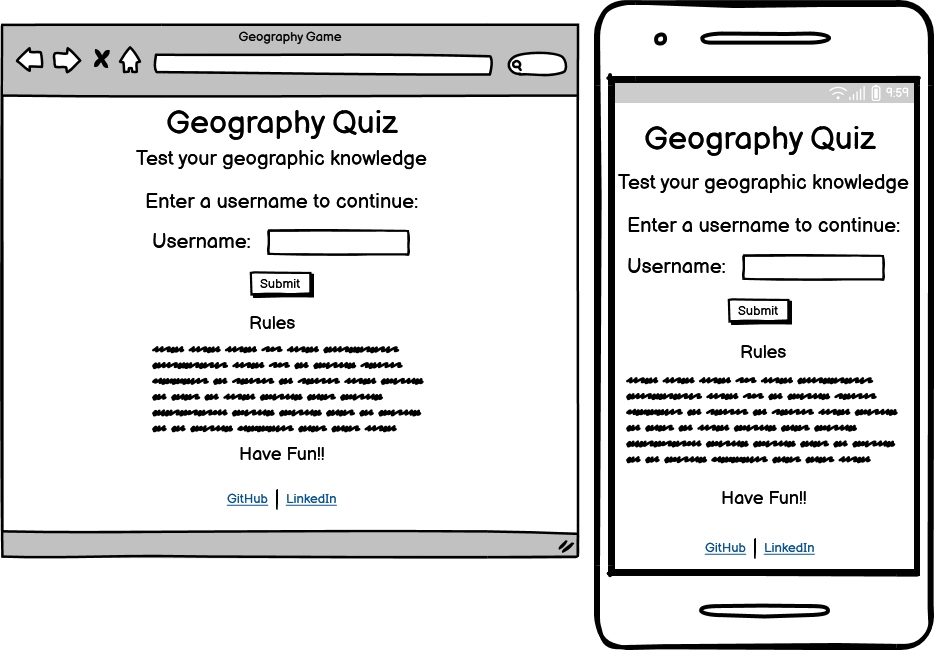 Geography Game
Geography Quiz
Test your geographic knowledge
Enter a username to continue:
Username:
Submit
Rules
Have Fun!!
GitHub | LinkedIn
9:59
Geography Quiz
Test your geographic knowledge
Enter a username to continue:
Username:
Submit
Rules
Have Fun!!
GitHub | LinkedIn